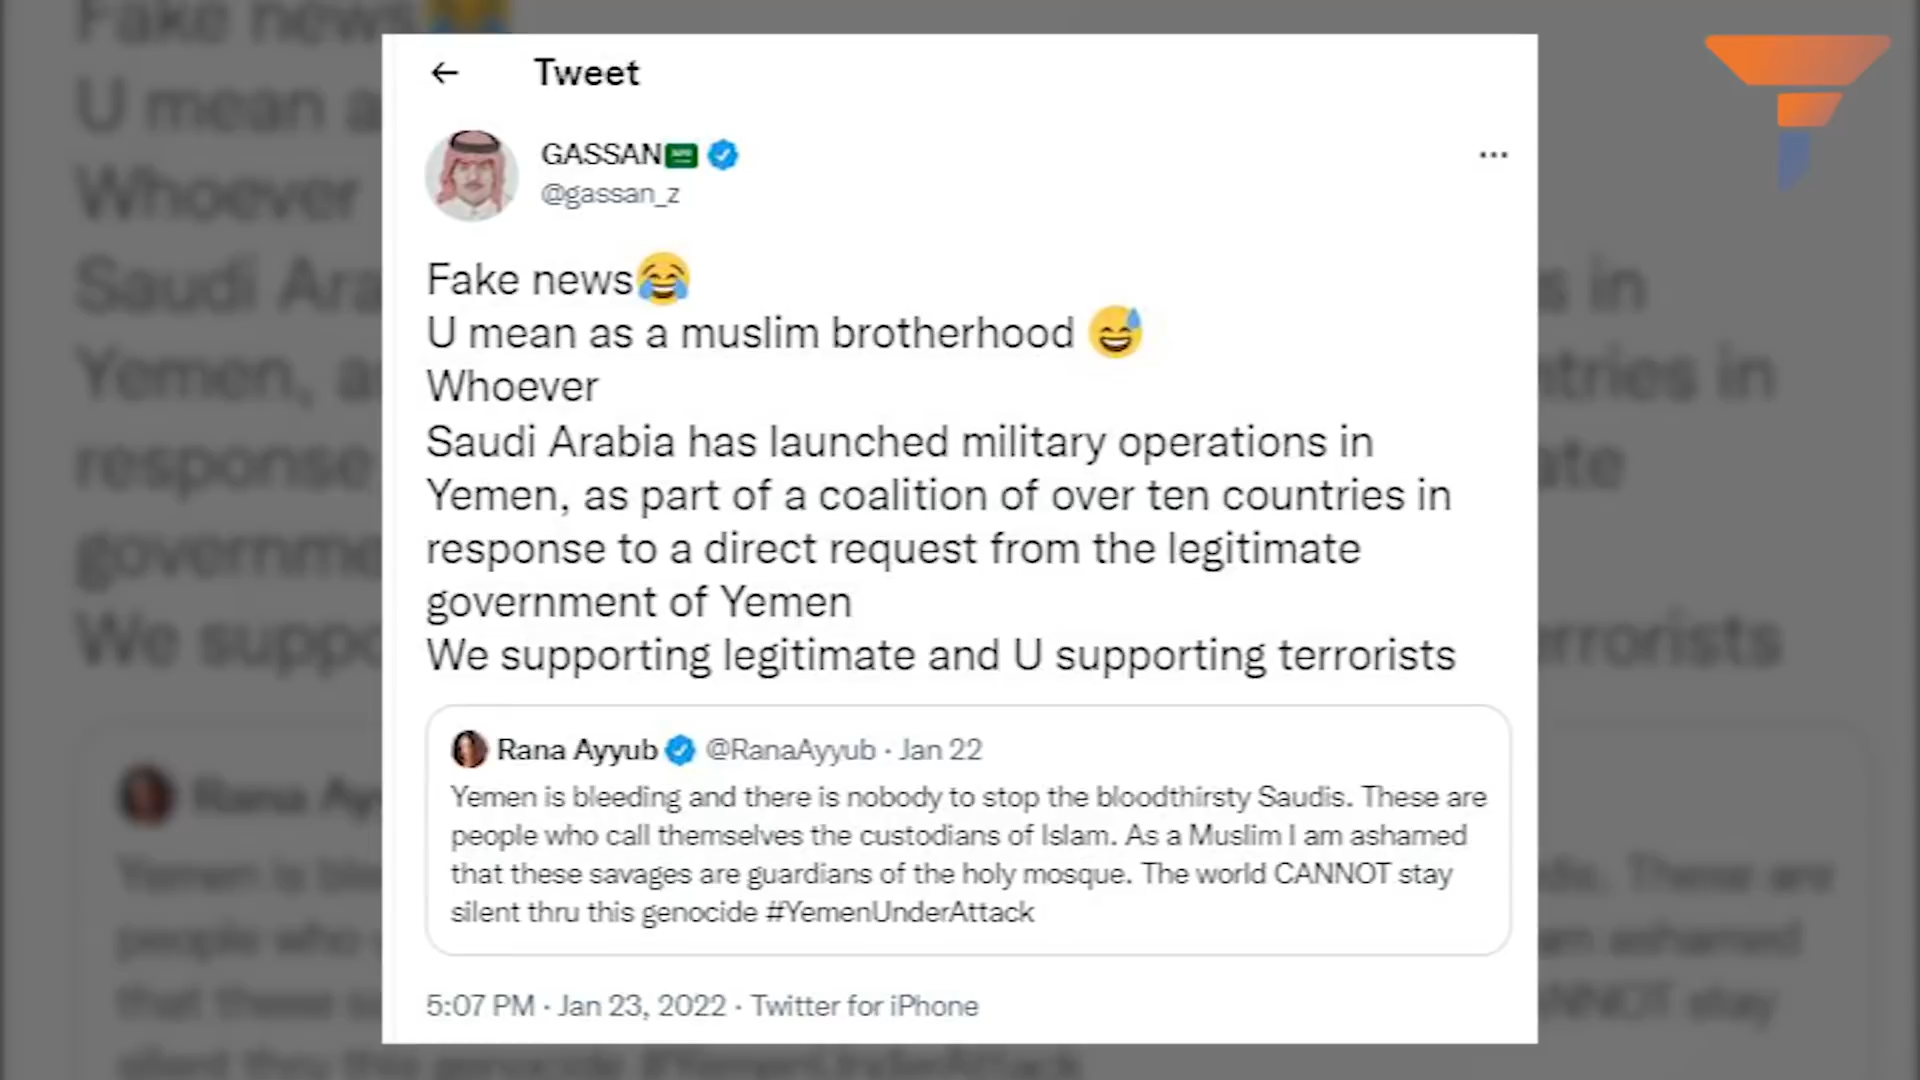 Tweet
GASSAN🇸🇦
@gassan_z
Fake news😂
U mean as a muslim brotherhood 😅
Whoever
Saudi Arabia has launched military operations in
Yemen, as part of a coalition of over ten countries in
response to a direct request from the legitimate
government of Yemen
We supporting legitimate and U supporting terrorists
Rana Ayyub @RanaAyyub · Jan 22
Yemen is bleeding and there is nobody to stop the bloodthirsty Saudis. These are
people who call themselves the custodians of Islam. As a Muslim I am ashamed
that these savages are guardians of the holy mosque. The world CANNOT stay
silent thru this genocide #YemenUnderAttack
5:07 PM · Jan 23, 2022 · Twitter for iPhone